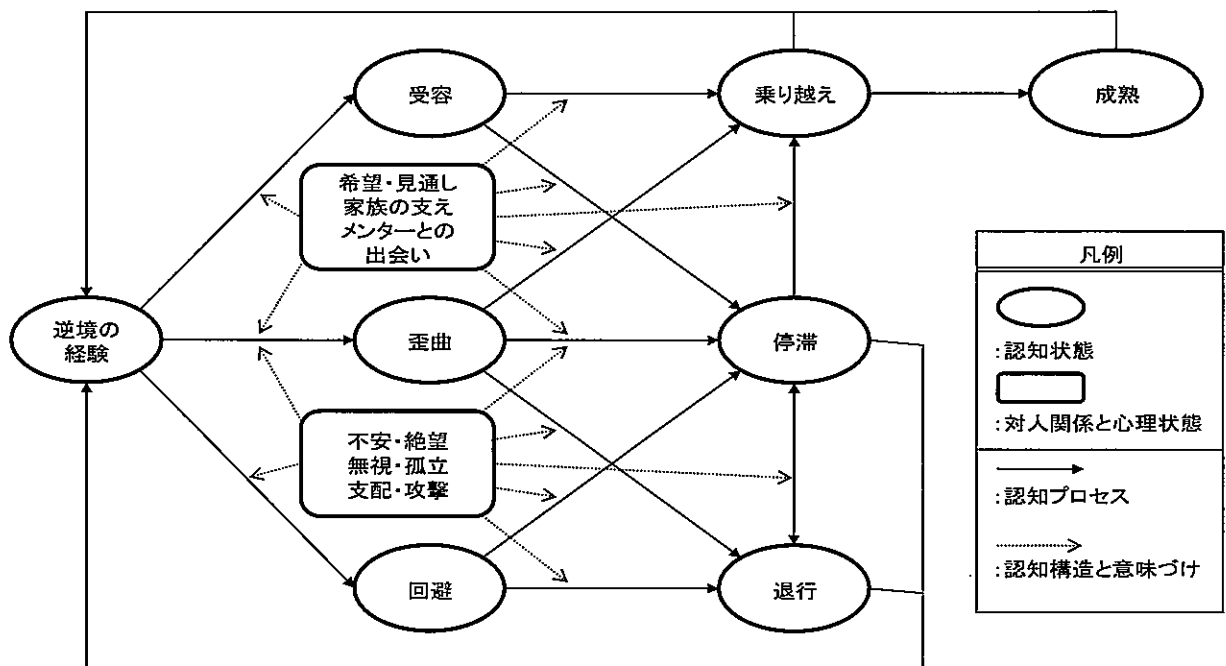 受容
乗り越え
成熟
希望・見通し
家族の支え
メンターとの
出会い
逆境の
経験
歪曲
停滞
不安・絶望
無視・孤立
支配・攻撃
回避
退行
凡例
:認知状態
:対人関係と心理状態
:認知プロセス
:認知構造と意味づけ